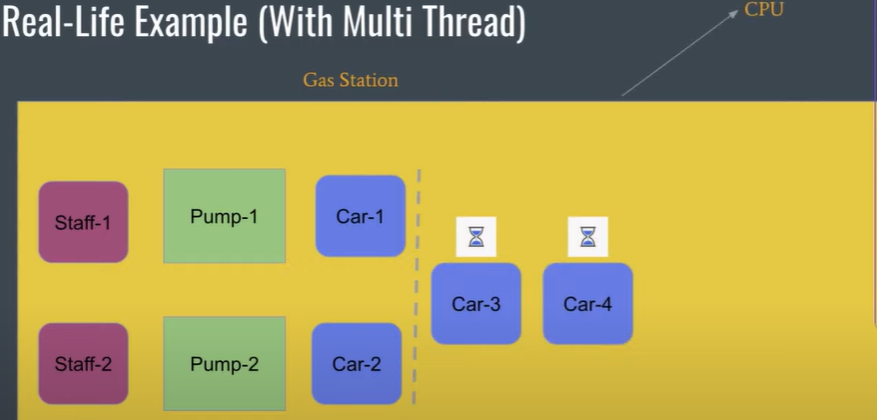 Real-Life Example (With Multi Thread)
CPU
Gas Station
Staff-1
Pump-1
Car-1
Car-3
Car-4
Staff-2
Pump-2
Car-2